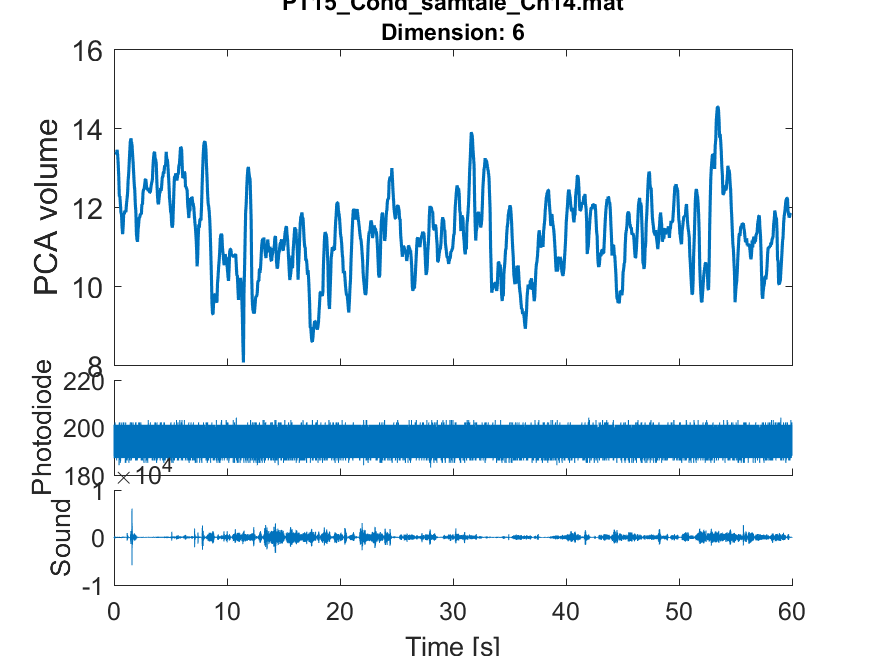 PT15_Cond_samtale_Ch14.mat
Dimension: 6
16
14
12
10
8
PCA volume
220
200
180
Photodiode
×10⁴
1
0
-1
Sound
0 10 20 30 40 50 60
Time [s]